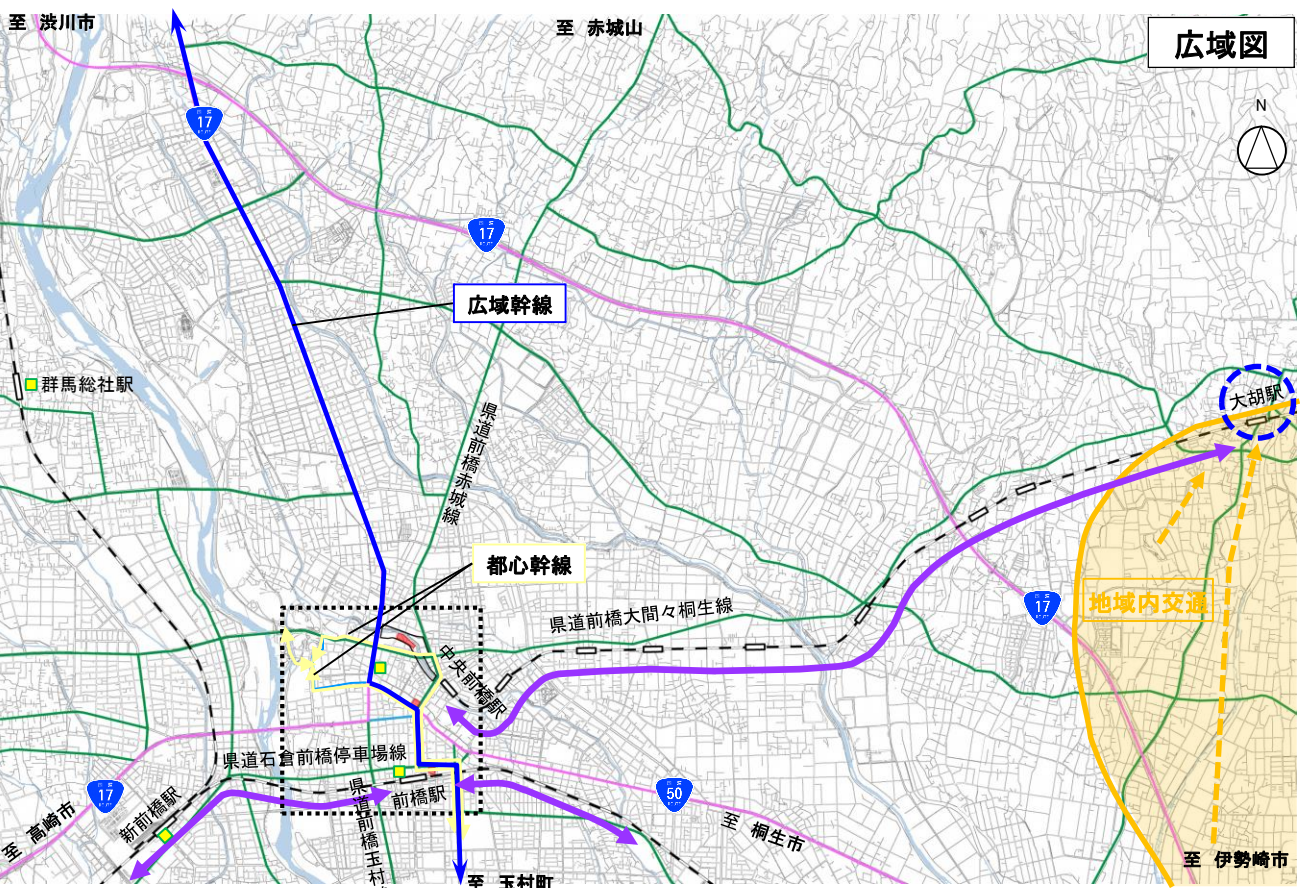 至 渋川市
至 赤城山
広域図
N
17
17
広域幹線
群馬総社駅
大胡駅
県道前橋赤城線
都心幹線
地域内交通
17
県道前橋大間々桐生線
中央前橋駅
県道石倉前橋停車場線
17
50
前橋駅
新前橋駅
至 高崎市
県道前橋玉村
至 桐生市
至 伊勢崎市
至 玉村町